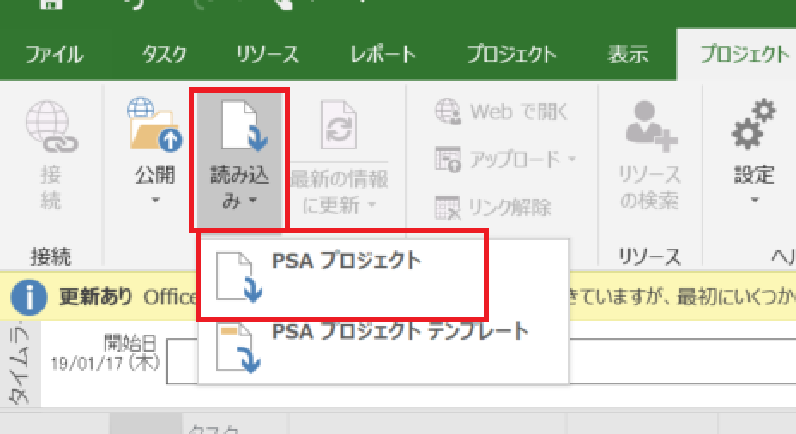 ファイル タスク リソース レポート プロジェクト 表示 プロジェクト
接
続
公開
読み込
み
最新の情報
に更新
Web で開く
アップロード
リンク解除
リソース
の検索
設定
接続
リソース
PSA プロジェクト
更新あり Office
きていますが、最初にいくつか
PSA プロジェクト テンプレート
タイムラ
開始日
19/01/17 (木)
タスク